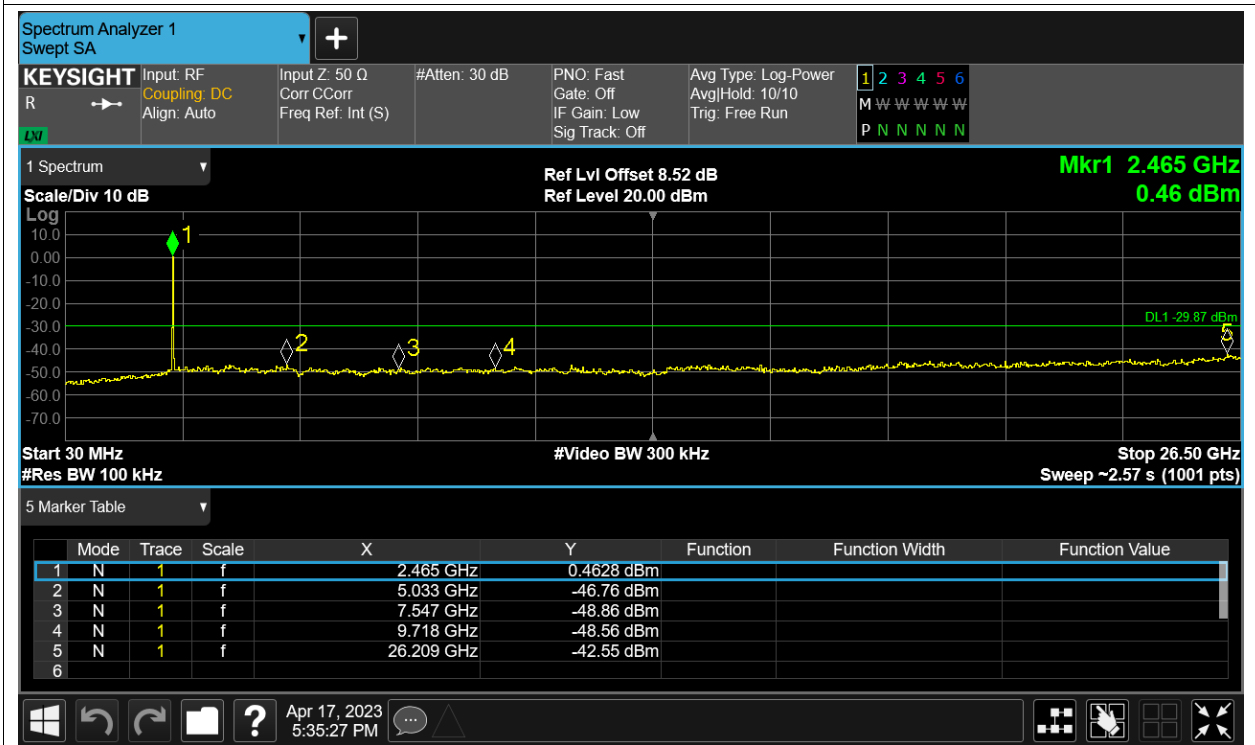 Spectrum Analyzer 1
Swept SA
KEYSIGHT
R
LXI
Input: RF
Coupling: DC
Align: Auto
Input Z: 50 Ω
Corr CCorr
Freq Ref: Int (S)
#Atten: 30 dB
PNO: Fast
Gate: Off
IF Gain: Low
Sig Track: Off
Avg Type: Log-Power
Avg|Hold: 10/10
Trig: Free Run
1 2 3 4 5 6
M W W W W W
P N N N N N
1 Spectrum
Scale/Div 10 dB
Ref Lvl Offset 8.52 dB
Ref Level 20.00 dBm
Mkr1 2.465 GHz
0.46 dBm
Log
10.0
0.00
-10.0
-20.0
-30.0
-40.0
-50.0
-60.0
-70.0
1
2
3
4
5
DL1 -29.87 dBm
Start 30 MHz
#Video BW 300 kHz
Stop 26.50 GHz
#Res BW 100 kHz
Sweep ~2.57 s (1001 pts)
5 Marker Table
Mode Trace Scale X Y Function Function Width Function Value
1 N 1 f 2.465 GHz 0.4628 dBm
2 N 1 f 5.033 GHz -46.76 dBm
3 N 1 f 7.547 GHz -48.86 dBm
4 N 1 f 9.718 GHz -48.56 dBm
5 N 1 f 26.209 GHz -42.55 dBm
6
?
Apr 17, 2023
5:35:27 PM